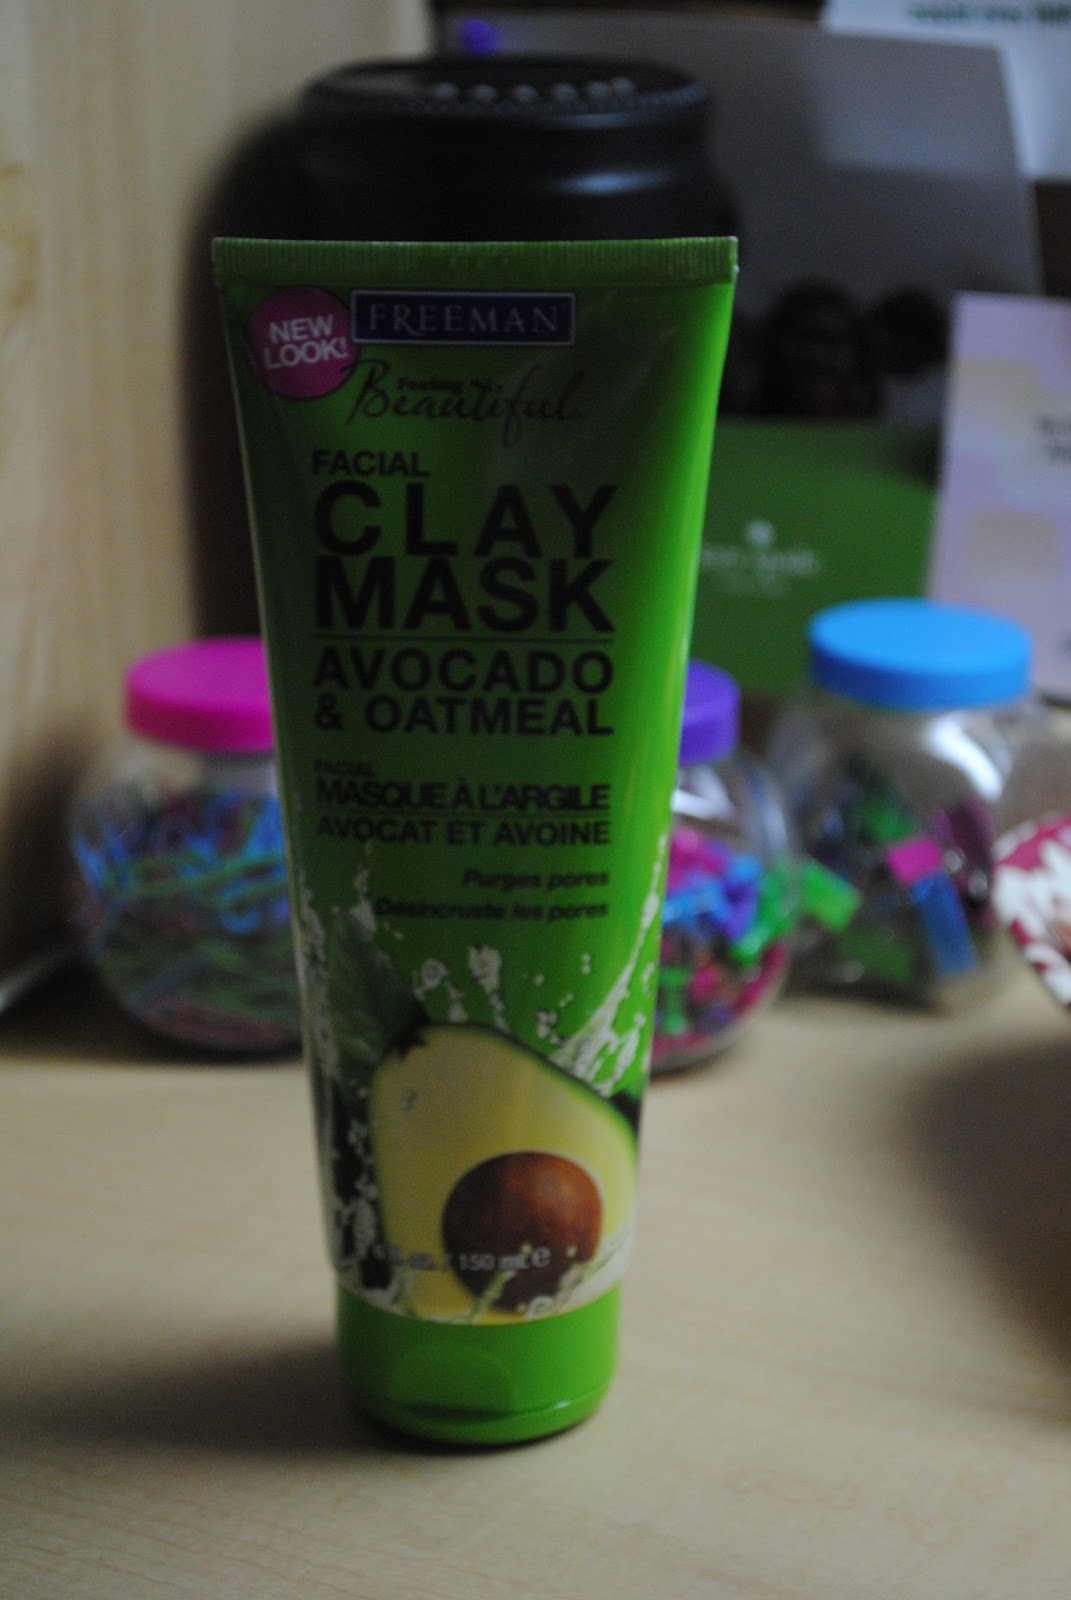 NEW
LOOK!
FREEMAN
Feeling
Beautiful
FACIAL
CLAY
MASK
AVOCADO
& OATMEAL
FACIAL
MASQUE À L'ARGILE
AVOCAT ET AVOINE
Purges pores
Désincruste les pores
150 mL e